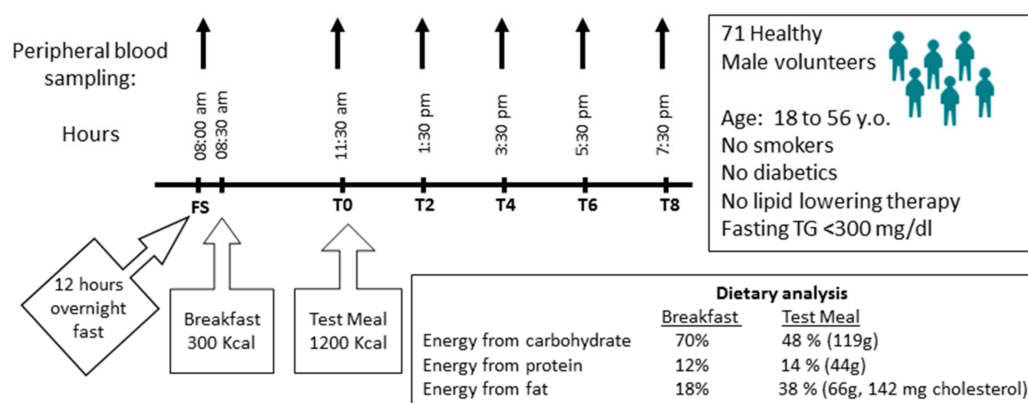 Peripheral blood
sampling:
Hours
08:00 am
08:30 am
11:30 am
1:30 pm
3:30 pm
5:30 pm
7:30 pm
FS
T0
T2
T4
T6
T8
12 hours
overnight
fast
Breakfast
300 Kcal
Test Meal
1200 Kcal
71 Healthy
Male volunteers
Age: 18 to 56 y.o.
No smokers
No diabetics
No lipid lowering therapy
Fasting TG <300 mg/dl
Dietary analysis
Breakfast Test Meal
Energy from carbohydrate 70% 48 % (119g)
Energy from protein 12% 14 % (44g)
Energy from fat 18% 38 % (66g, 142 mg cholesterol)